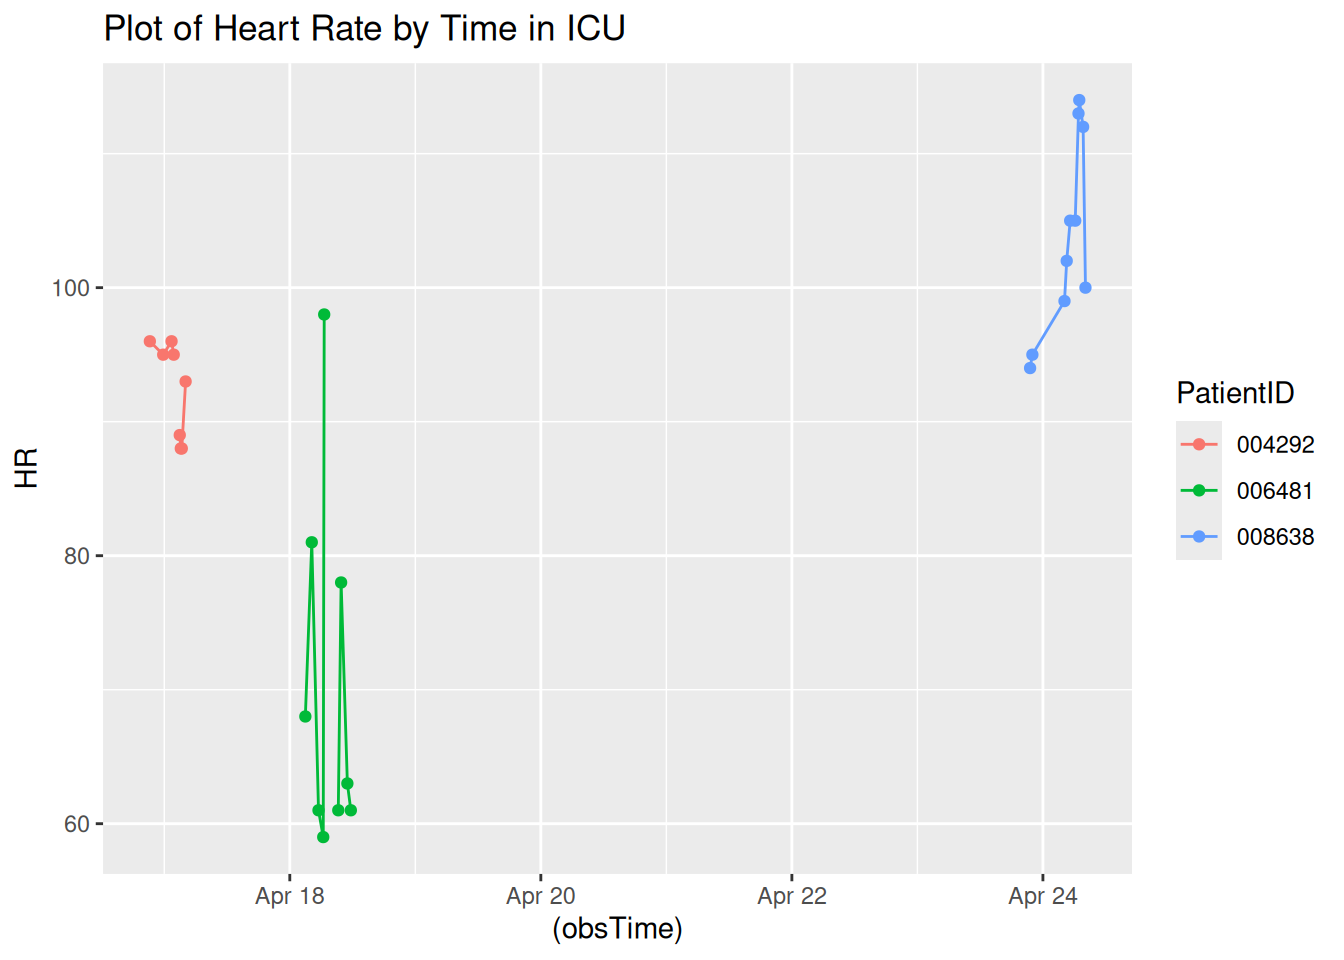 Plot of Heart Rate by Time in ICU
HR
100
80
60
Apr 18
Apr 20
Apr 22
Apr 24
(obsTime)
PatientID
004292
006481
008638